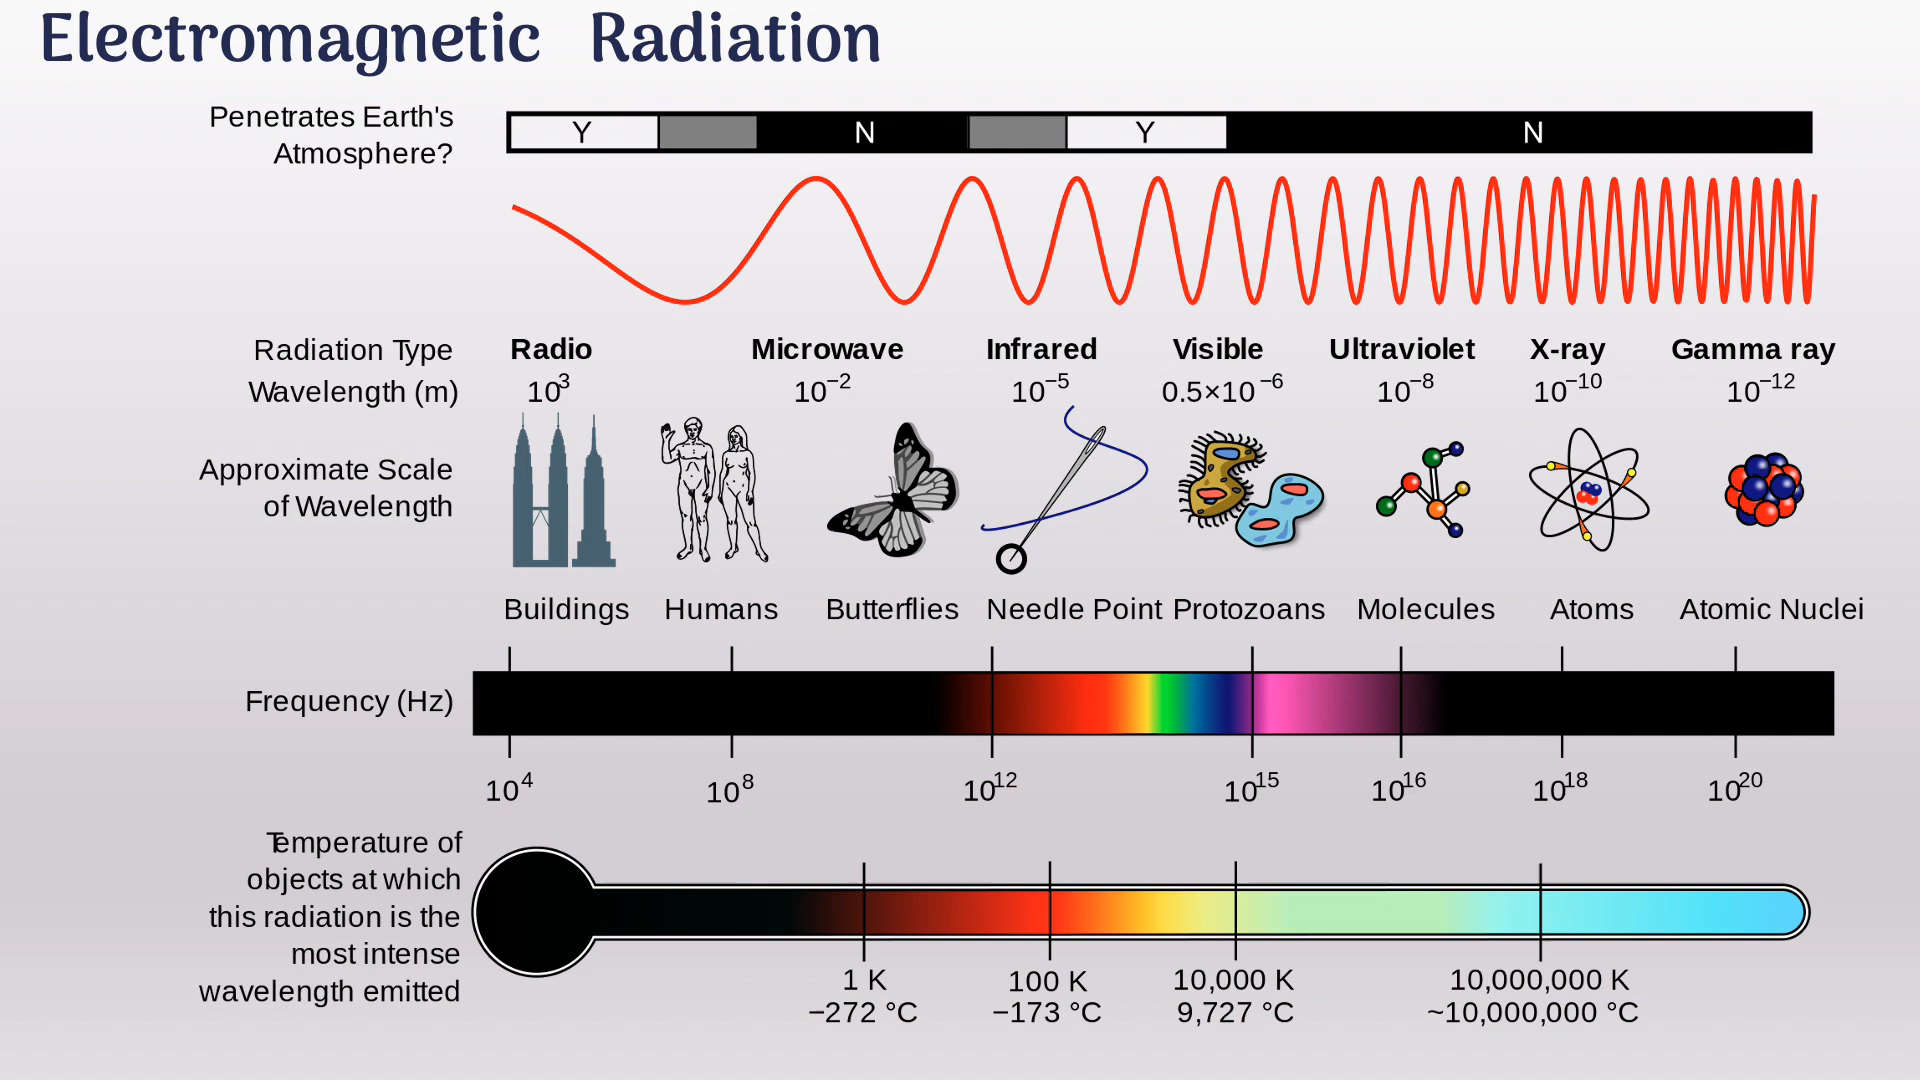 Electromagnetic Radiation
Penetrates Earth's
Atmosphere?
Y N Y N
Radiation Type Radio Microwave Infrared Visible Ultraviolet X-ray Gamma ray
Wavelength (m) 10³ 10⁻² 10⁻⁵ 0.5×10⁻⁶ 10⁻⁸ 10⁻¹⁰ 10⁻¹²
Approximate Scale
of Wavelength
Buildings Humans Butterflies Needle Point Protozoans Molecules Atoms Atomic Nuclei
Frequency (Hz)
10⁴ 10⁸ 10¹² 10¹⁵ 10¹⁶ 10¹⁸ 10²⁰
Temperature of
objects at which
this radiation is the
most intense
wavelength emitted
1 K 100 K 10,000 K 10,000,000 K
−272 °C −173 °C 9,727 °C ~10,000,000 °C